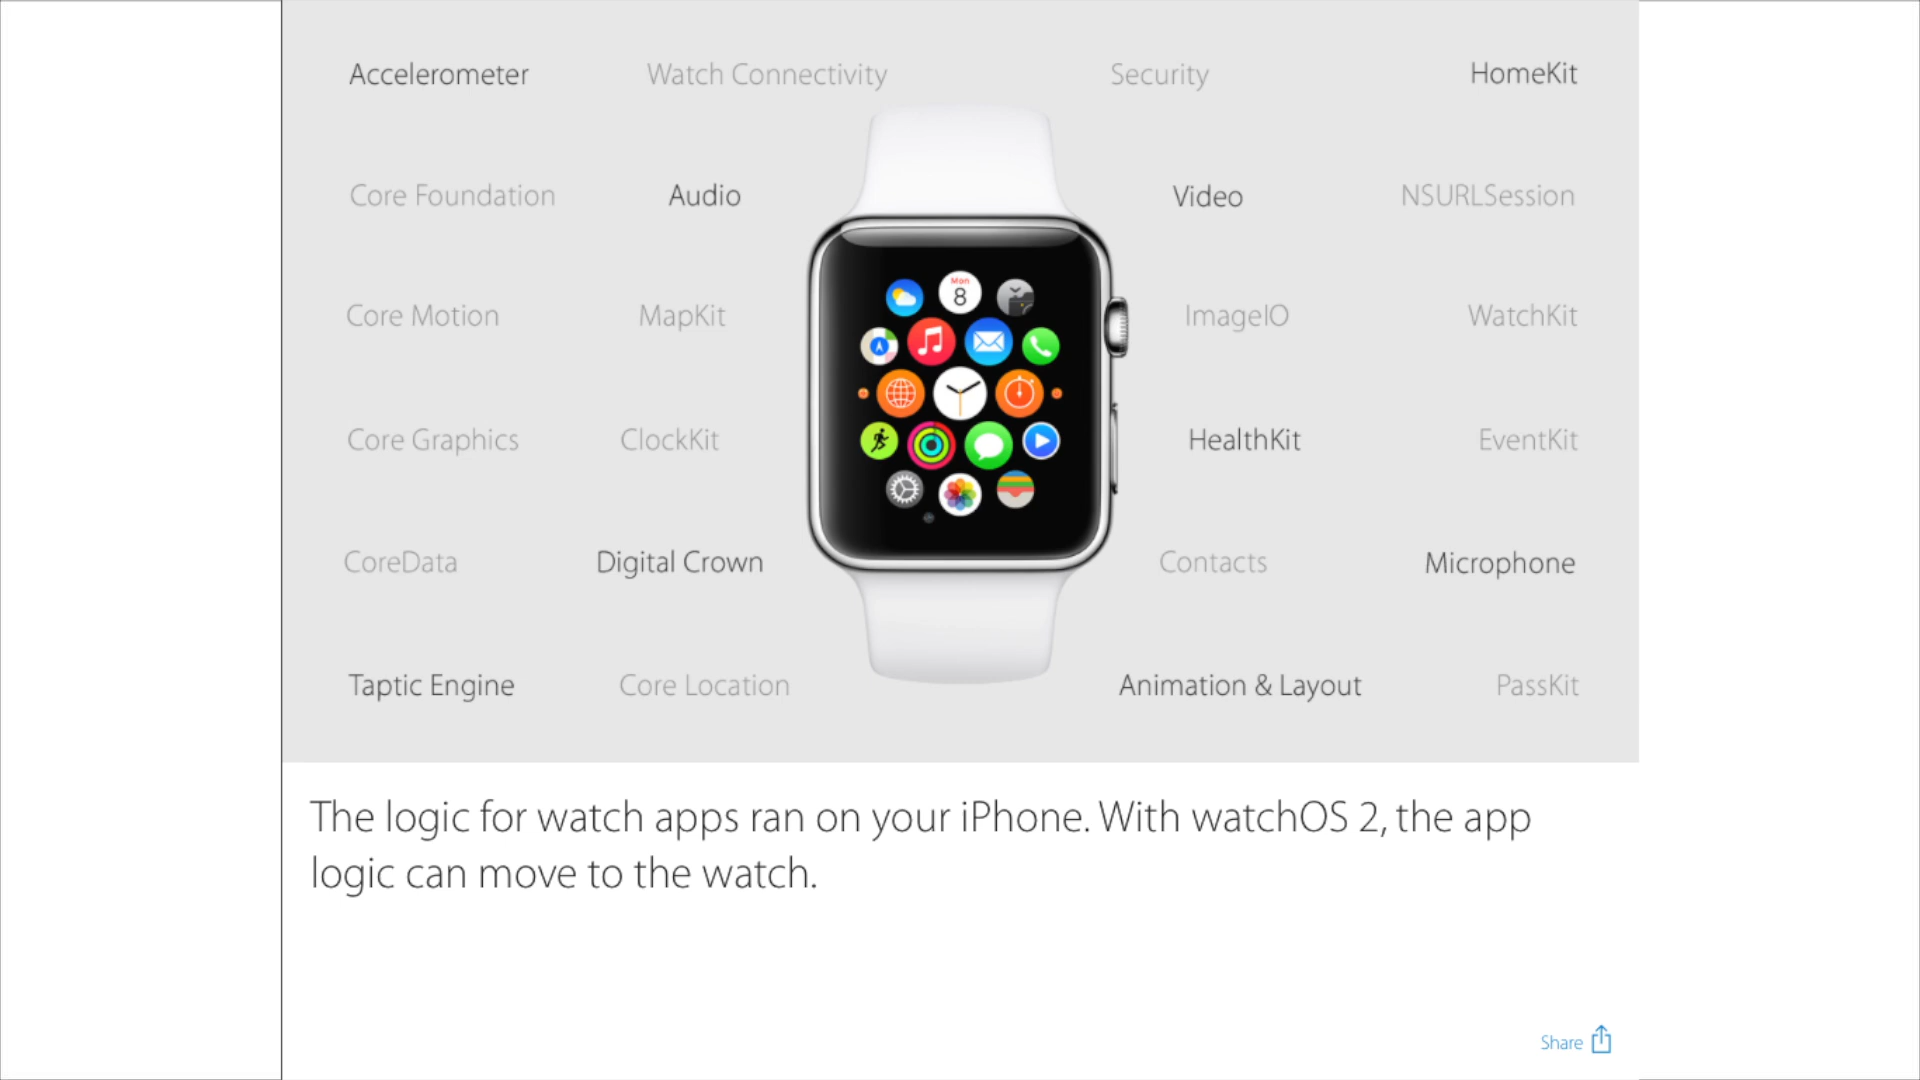 Accelerometer Watch Connectivity Security HomeKit
Core Foundation Audio Video NSURLSession
Mon
8
Core Motion MapKit ImageIO WatchKit
Core Graphics ClockKit HealthKit EventKit
CoreData Digital Crown Contacts Microphone
Taptic Engine Core Location Animation & Layout PassKit
The logic for watch apps ran on your iPhone. With watchOS 2, the app
logic can move to the watch.
Share